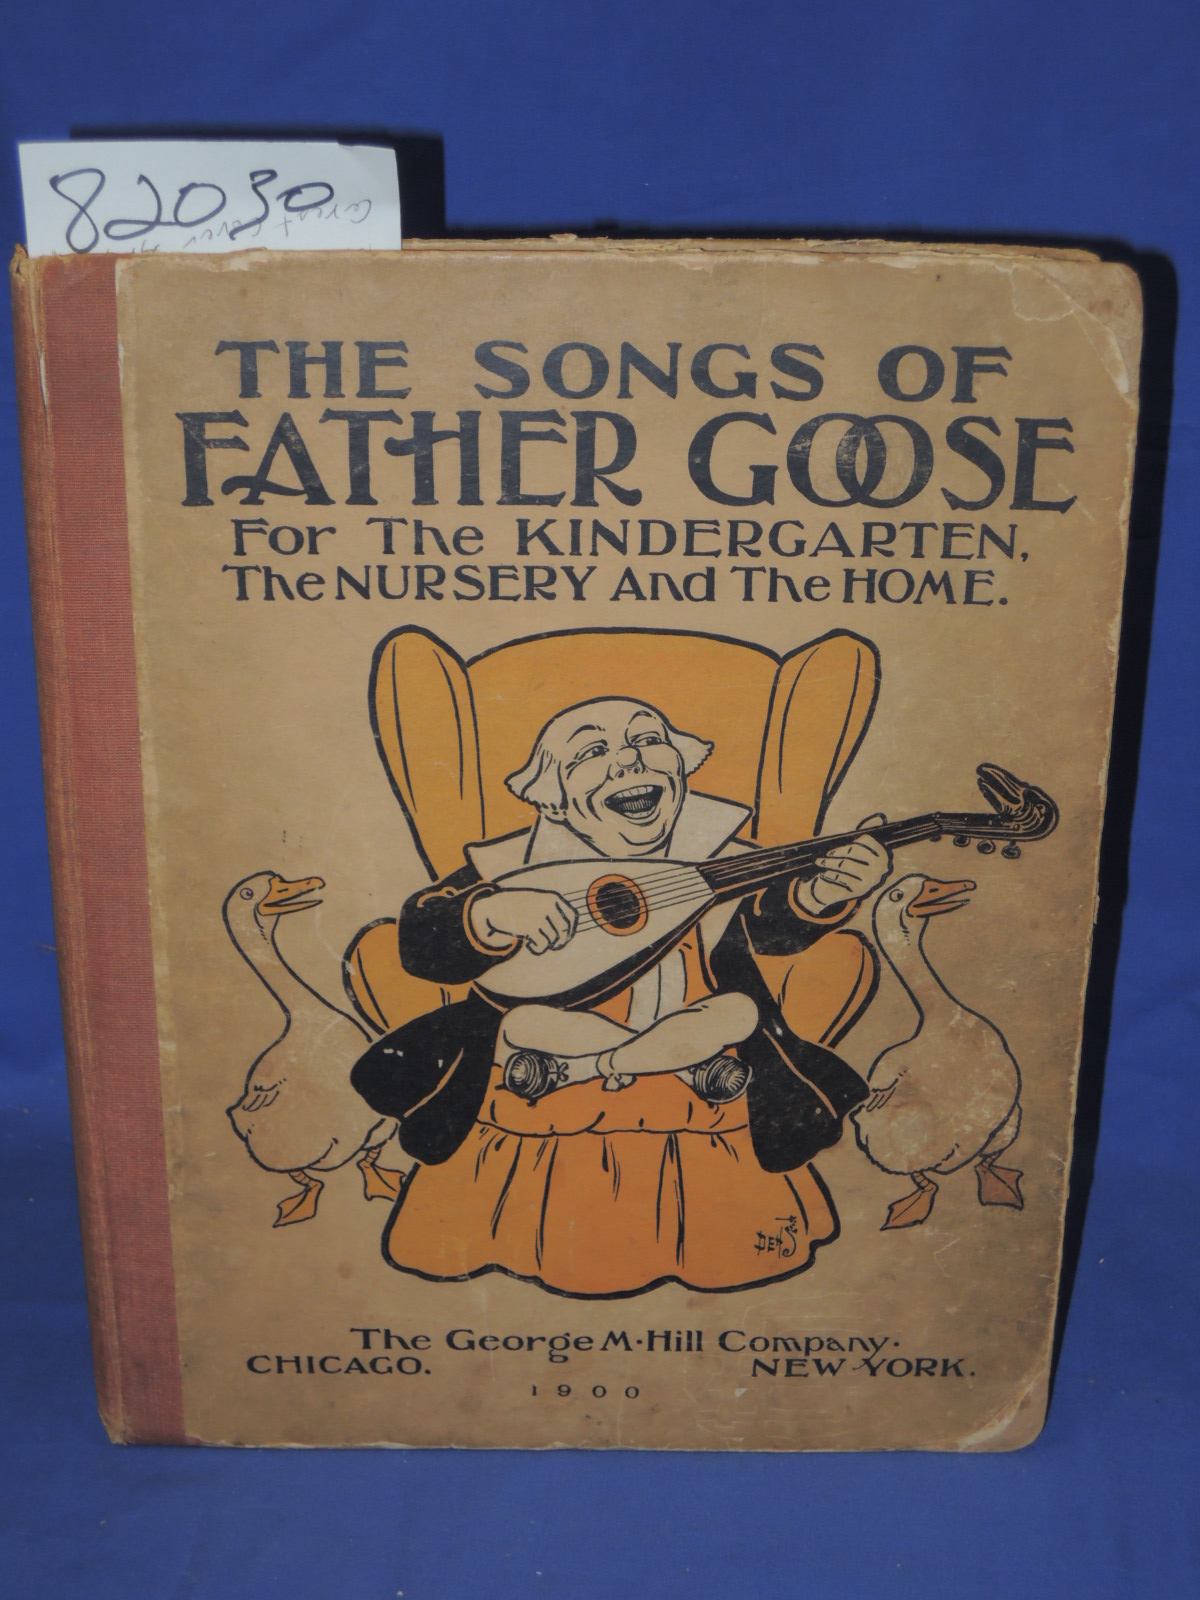 82030
THE SONGS OF
FATHER GOOSE
For The KINDERGARTEN,
The NURSERY And The HOME.
DENSLOW
The George M. Hill Company.
CHICAGO. NEW YORK.
1900